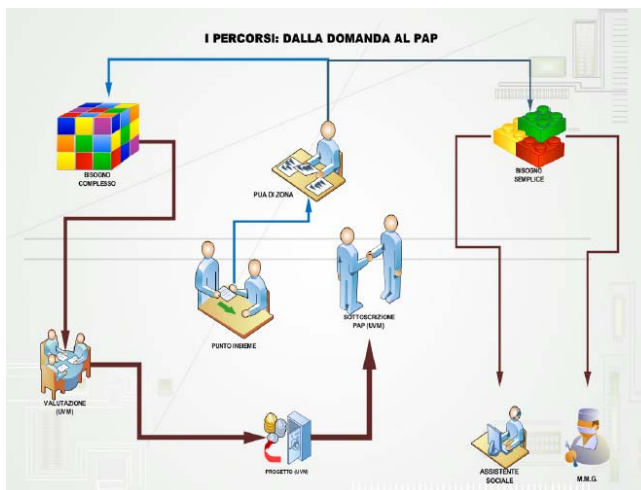 I PERCORSI: DALLA DOMANDA AL PAP
BISOGNO
COMPLESSO
PUA DI ZONA
BISOGNO
SEMPLICE
PUNTO INSIEME
SOTTOSCRIZIONE
PAP (UVM)
VALUTAZIONE
(UVM)
PROGETTO (UVM)
ASSISTENTE
SOCIALE
M.M.G.